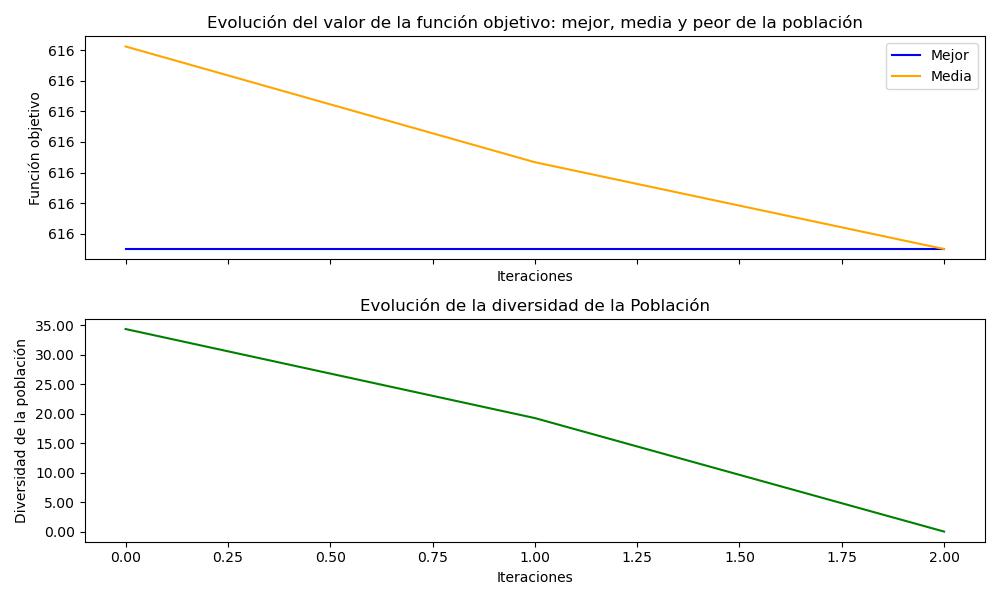 Evolución del valor de la función objetivo: mejor, media y peor de la población
Función objetivo
616
616
616
616
616
616
616
Mejor
Media
Iteraciones
Evolución de la diversidad de la Población
Diversidad de la población
35.00
30.00
25.00
20.00
15.00
10.00
5.00
0.00
0.00 0.25 0.50 0.75 1.00 1.25 1.50 1.75 2.00
Iteraciones